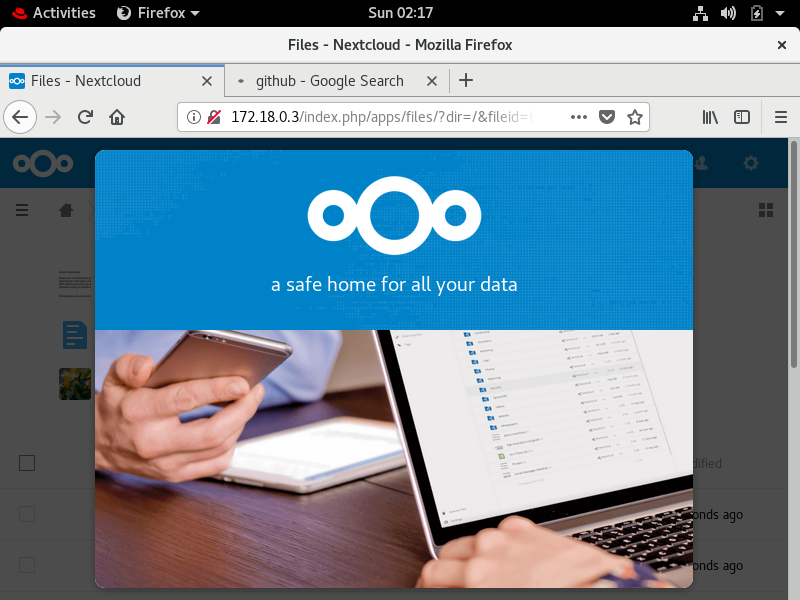 Activities Firefox Sun 02:17
Files - Nextcloud - Mozilla Firefox
Files - Nextcloud github - Google Search
172.18.0.3/index.php/apps/files/?dir=/&fileid=
a safe home for all your data
dified
onds ago
onds ago